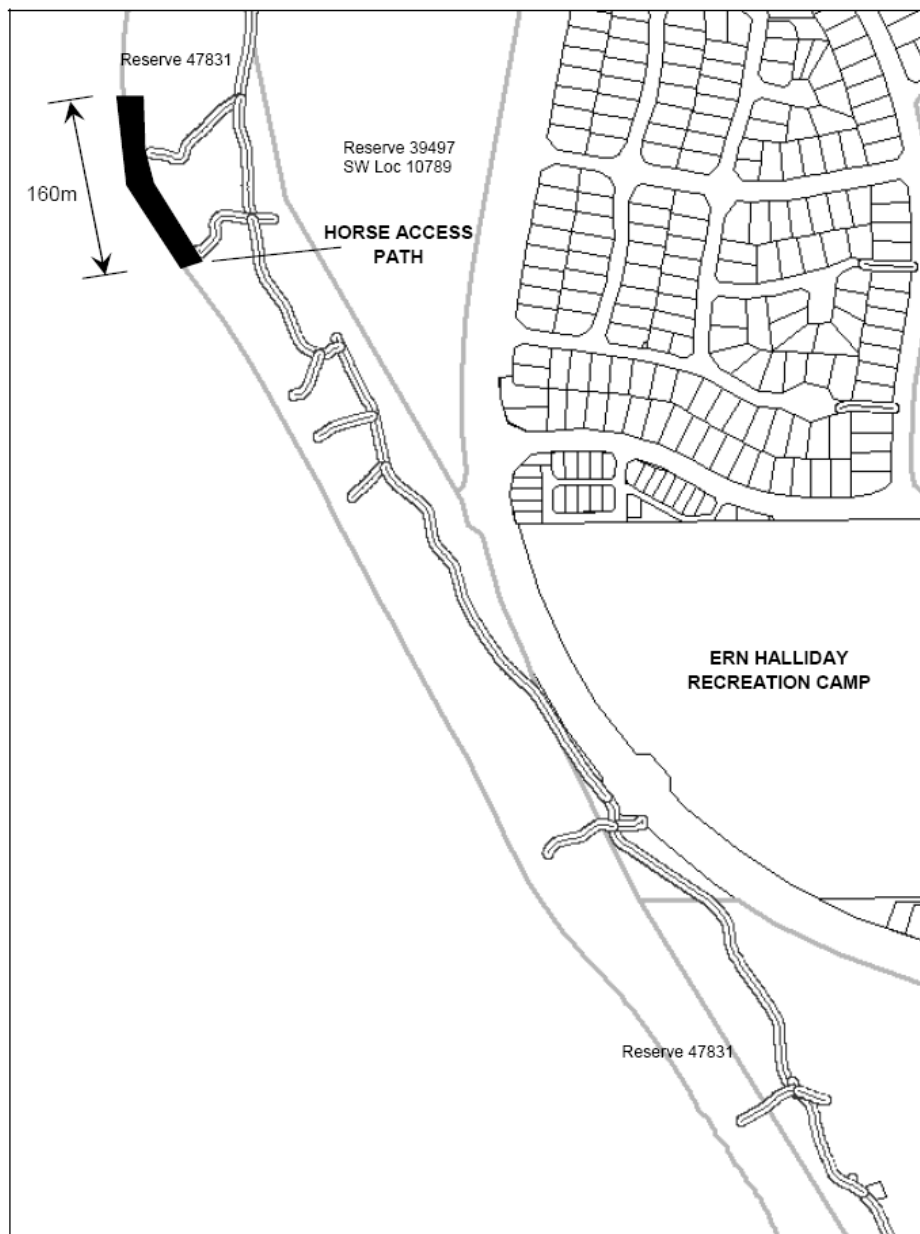 Reserve 47831
Reserve 39497
SW Loc 10789
160m
HORSE ACCESS
PATH
ERN HALLIDAY
RECREATION CAMP
Reserve 47831